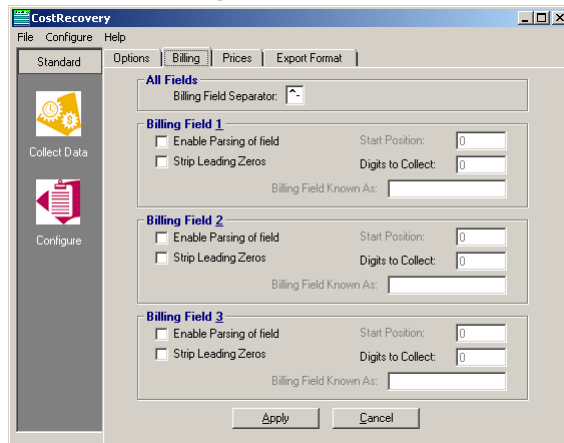 CostRecovery
File Configure Help
Standard
Options Billing Prices Export Format
All Fields
Billing Field Separator: ^-
Collect Data
Configure
Billing Field 1
Enable Parsing of field Start Position: 0
Strip Leading Zeros Digits to Collect: 0
Billing Field Known As:
Billing Field 2
Enable Parsing of field Start Position: 0
Strip Leading Zeros Digits to Collect: 0
Billing Field Known As:
Billing Field 3
Enable Parsing of field Start Position: 0
Strip Leading Zeros Digits to Collect: 0
Billing Field Known As:
Apply Cancel